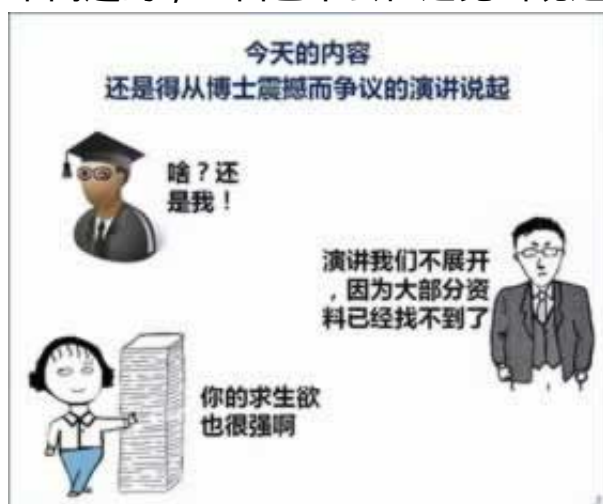 今天的内容
还是得从博士震撼而争议的演讲说起
啥？还
是我！
演讲我们不展开
，因为大部分资
料已经找不到了
你的求生欲
也很强啊